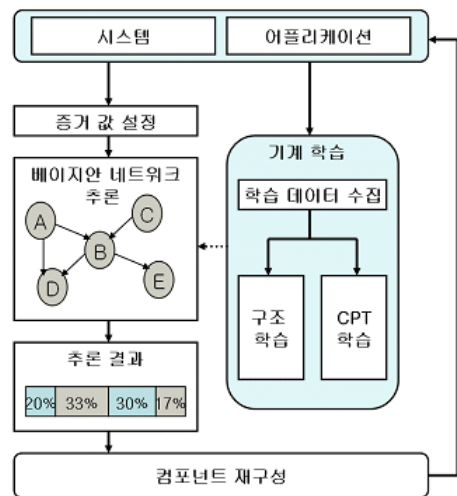 시스템
어플리케이션
증거 값 설정
베이지안 네트워크
추론
A
C
B
D
E
기계 학습
학습 데이터 수집
구조
학습
CPT
학습
추론 결과
20% 33% 30% 17%
컴포넌트 재구성